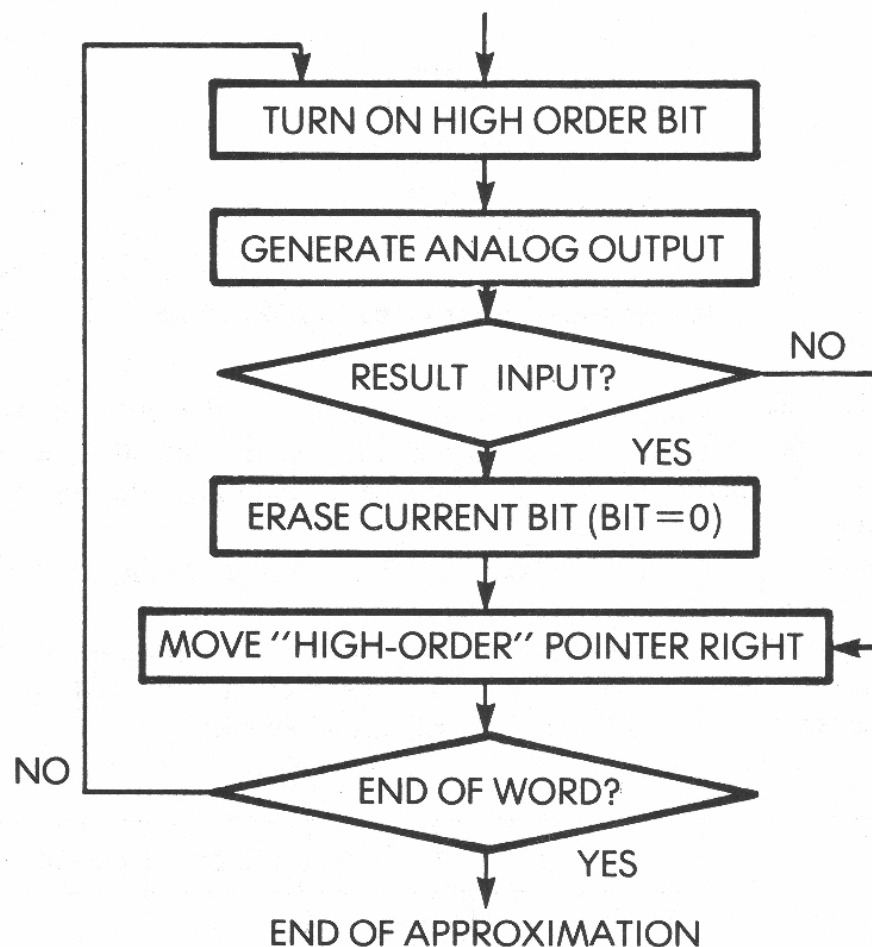 TURN ON HIGH ORDER BIT
GENERATE ANALOG OUTPUT
RESULT INPUT?
NO
YES
ERASE CURRENT BIT (BIT=0)
MOVE "HIGH-ORDER" POINTER RIGHT
END OF WORD?
NO
YES
END OF APPROXIMATION